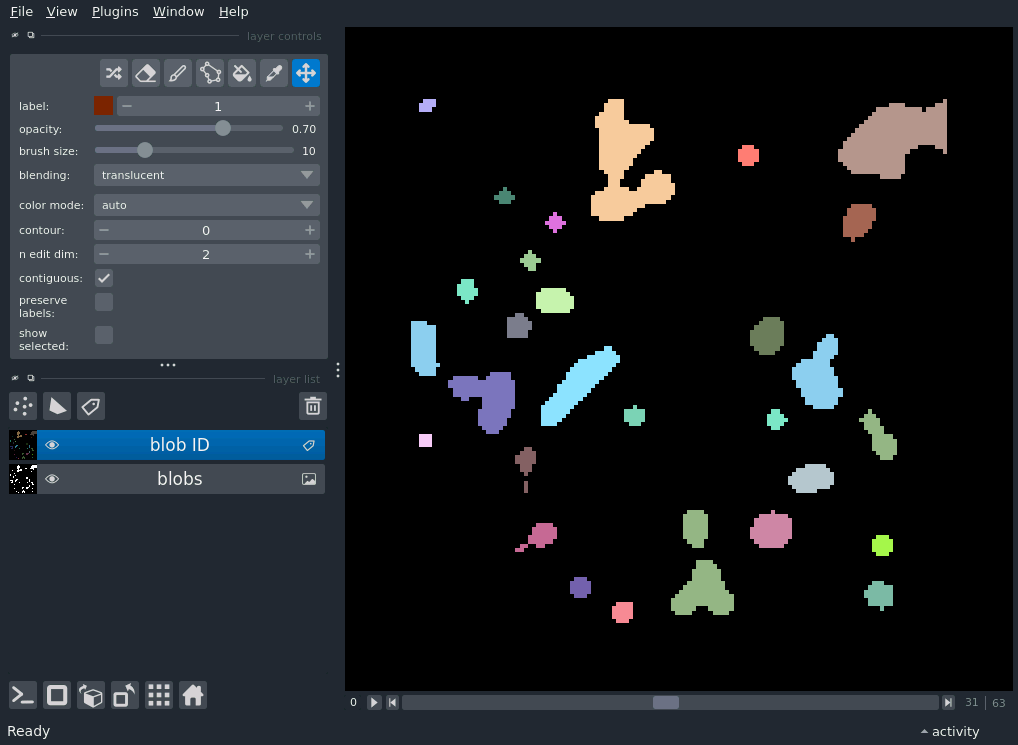 File View Plugins Window Help
layer controls
label: 1
opacity: 0.70
brush size: 10
blending: translucent
color mode: auto
contour: 0
n edit dim: 2
contiguous:
preserve
labels:
show
selected:
layer list
blob ID
blobs
0 31 | 63
Ready activity